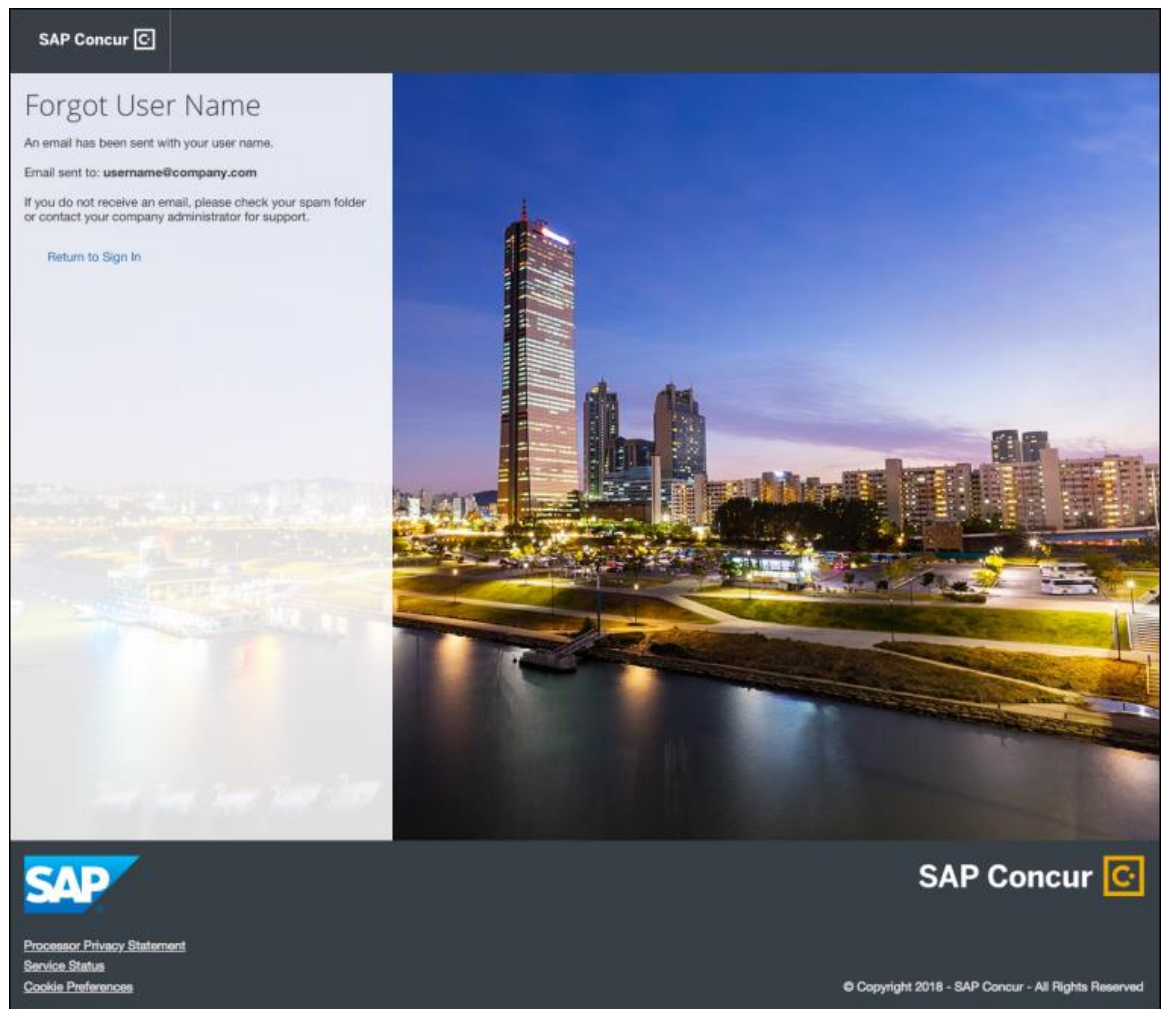 SAP Concur
Forgot User Name
An email has been sent with your user name.
Email sent to: username@company.com
If you do not receive an email, please check your spam folder
or contact your company administrator for support.
Return to Sign In
SAP
SAP Concur
Processor Privacy Statement
Service Status
Cookie Preferences
© Copyright 2018 - SAP Concur - All Rights Reserved